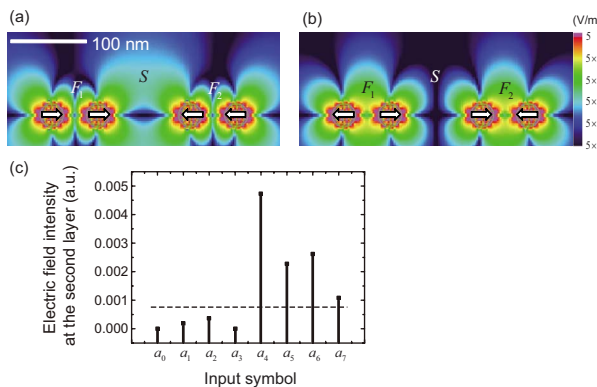 (a)
100 nm
F₁
S
F₂
(b)
F₁
S
F₂
(V/m
5
5×
5×
5×
5×
5×
(c)
Electric field intensity
at the second layer (a.u.)
0.005
0.004
0.003
0.002
0.001
0.000
a₀ a₁ a₂ a₃ a₄ a₅ a₆ a₇
Input symbol